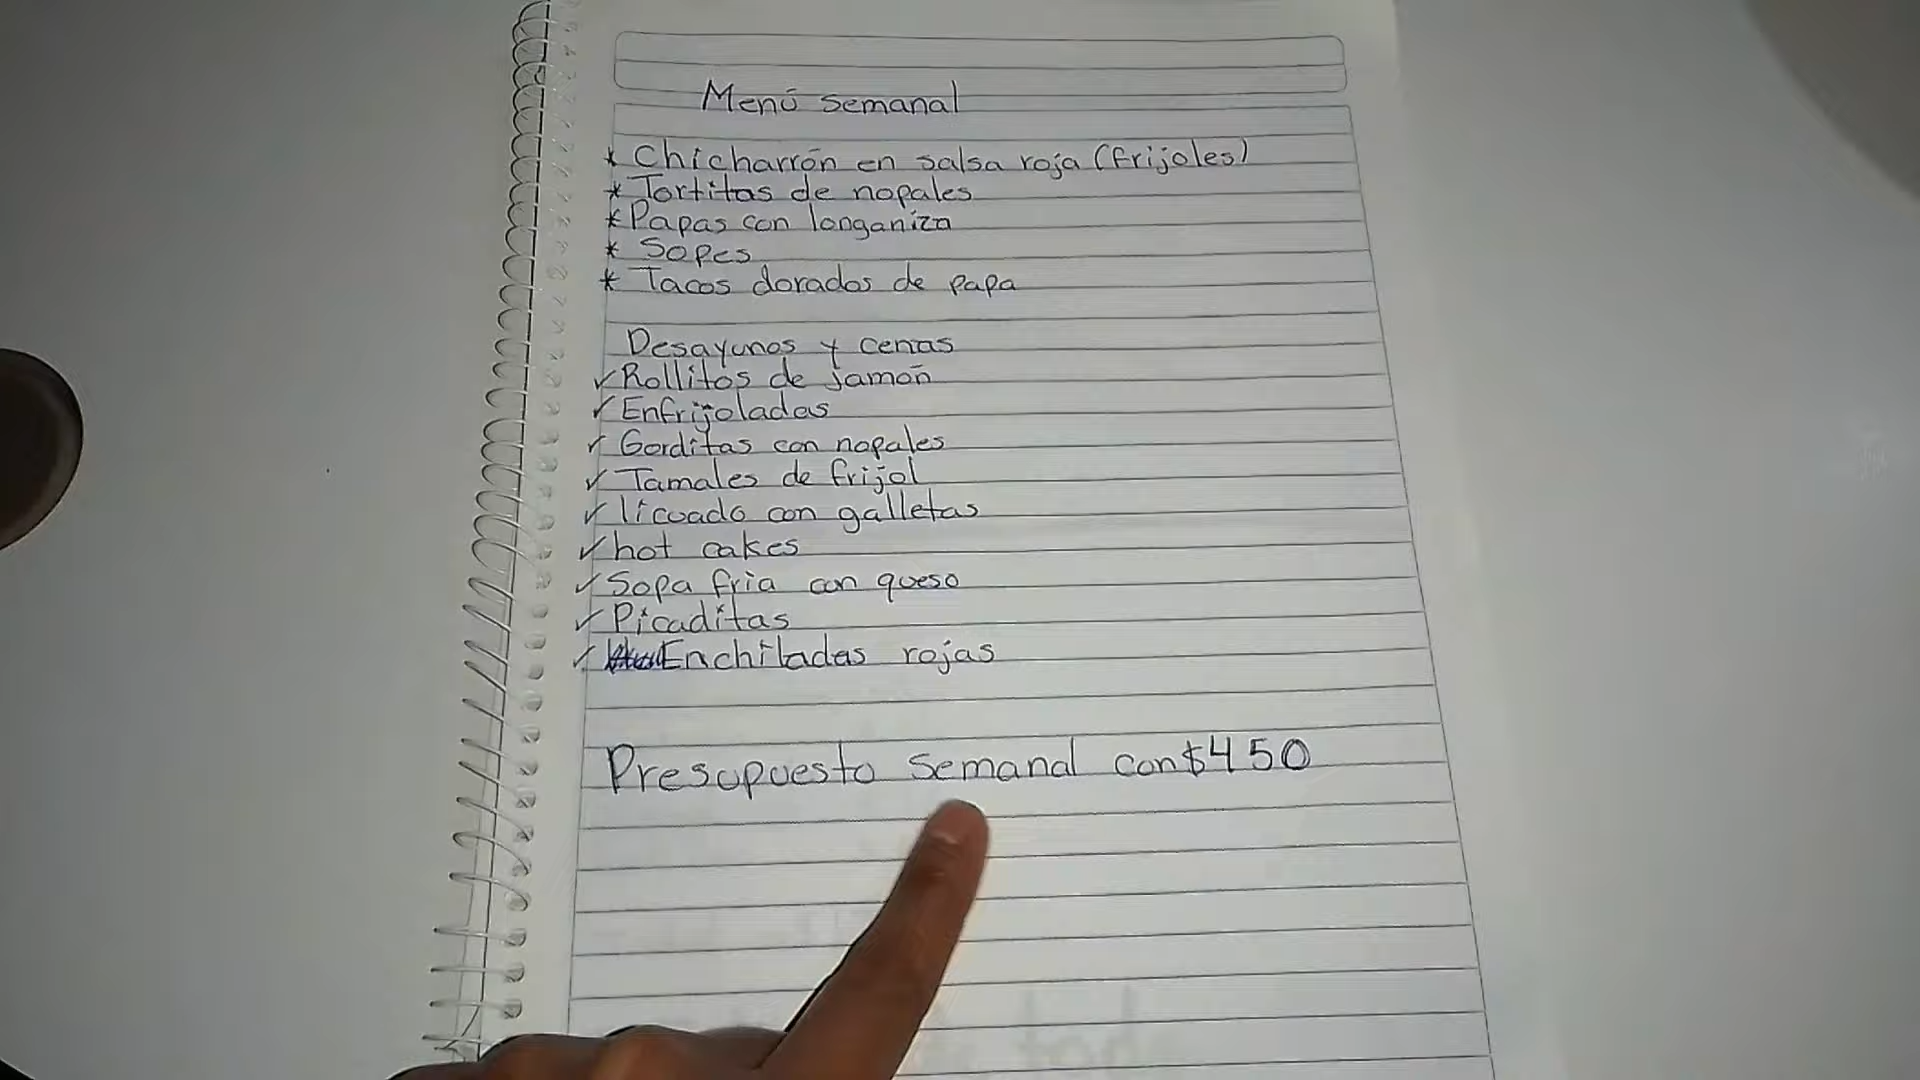 Menú semanal
* Chicharrón en salsa roja (frijoles)
* Tortitas de nopales
* Papas con longaniza
* Sopes
* Tacos dorados de papa
Desayunos y cenas
✓ Rollitos de jamón
✓ Enfrijoladas
✓ Gorditas con nopales
✓ Tamales de frijol
✓ licuado con galletas
✓ hot cakes
✓ Sopa fria con queso
✓ Picaditas
✓ Enchiladas rojas
Presupuesto semanal con $450